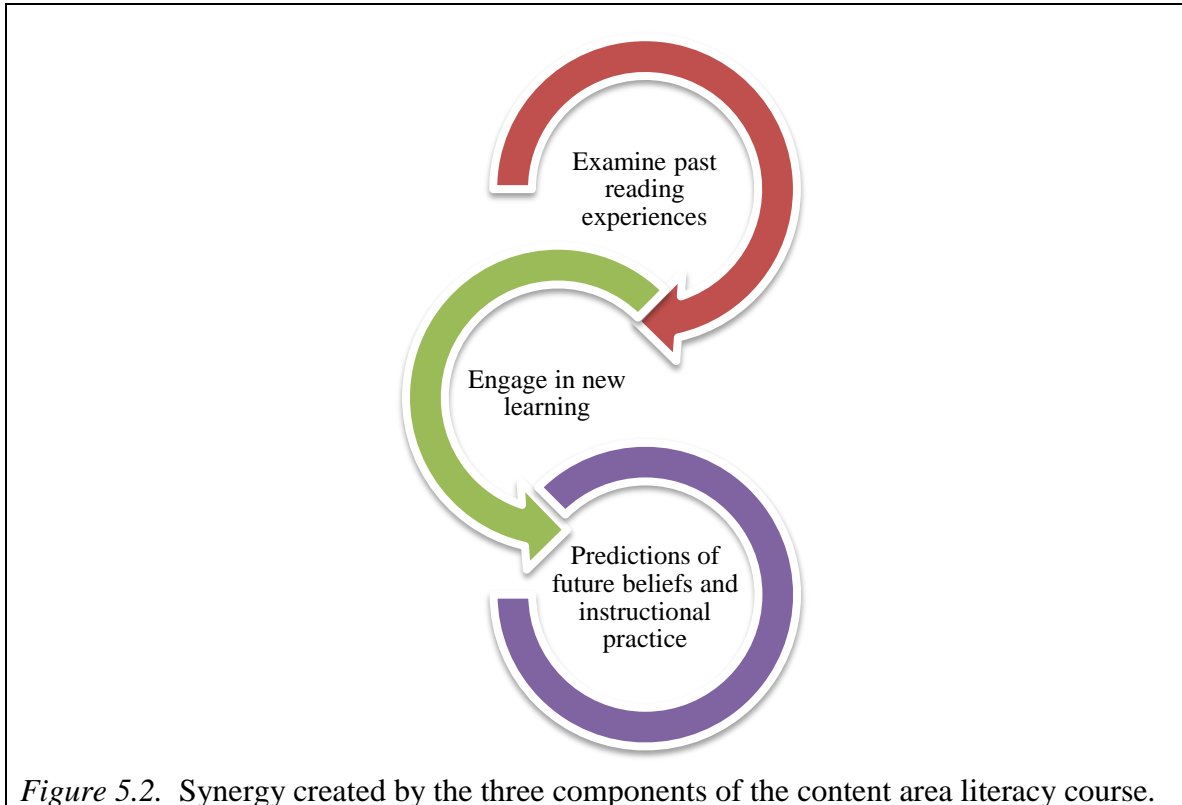 Examine past
reading
experiences
Engage in new
learning
Predictions of
future beliefs and
instructional
practice
Figure 5.2.  Synergy created by the three components of the content area literacy course.